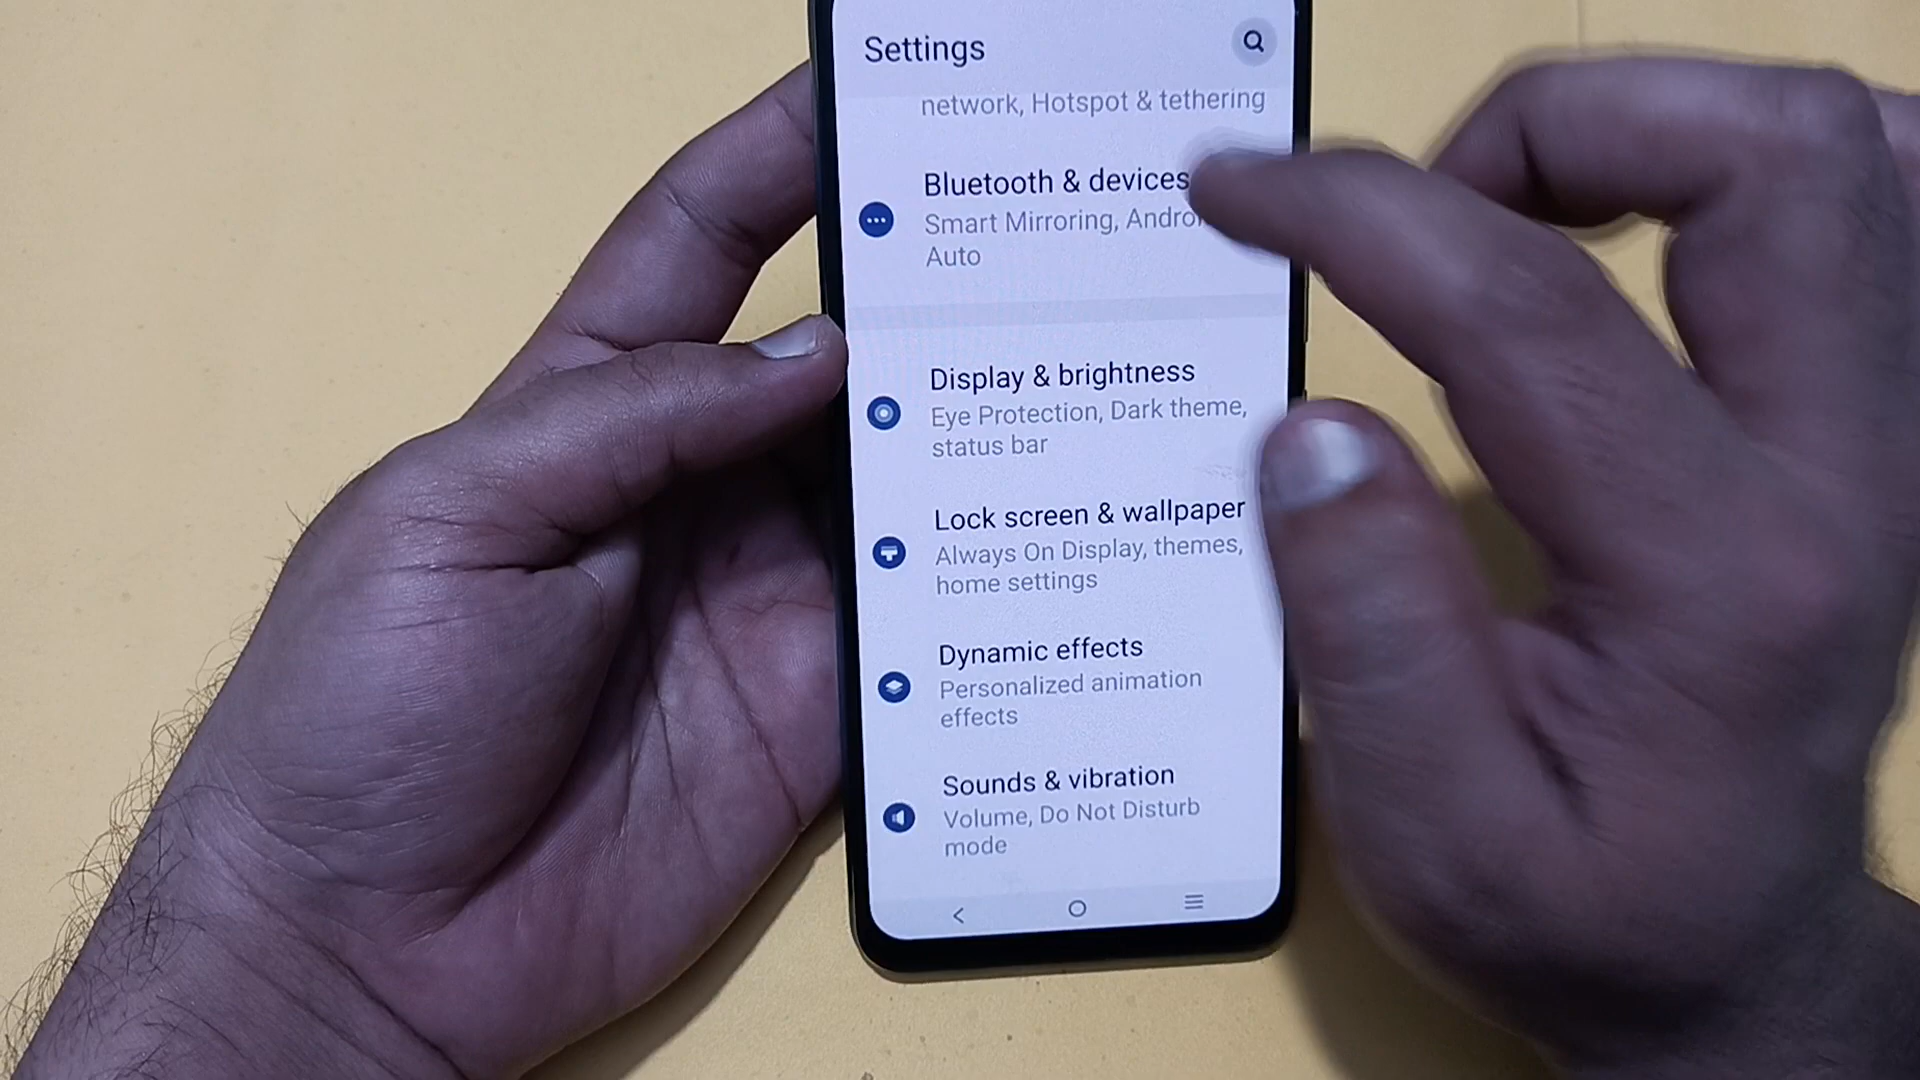 Settings
network, Hotspot & tethering
Bluetooth & devices
Smart Mirroring,
Auto
Display & brightness
Eye Protection, Dark theme,
status bar
Lock screen & wallpaper
Always On Display, themes,
home settings
Dynamic effects
Personalized animation
effects
Sounds & vibration
Volume, Do Not Disturb
mode